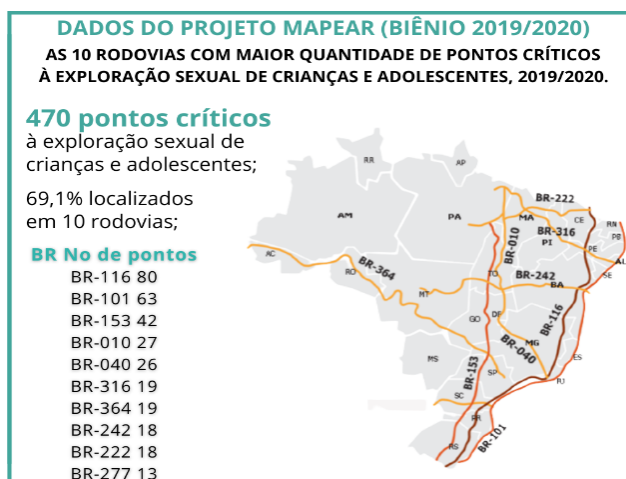 DADOS DO PROJETO MAPEAR (BIÊNIO 2019/2020)
AS 10 RODOVIAS COM MAIOR QUANTIDADE DE PONTOS CRÍTICOS
À EXPLORAÇÃO SEXUAL DE CRIANÇAS E ADOLESCENTES, 2019/2020.
470 pontos críticos
à exploração sexual de
crianças e adolescentes;
69,1% localizados
em 10 rodovias;
BR No de pontos
BR-116 80
BR-101 63
BR-153 42
BR-010 27
BR-040 26
BR-316 19
BR-364 19
BR-242 18
BR-222 18
BR-277 13
RR
AP
BR-222
AM
PA
MA
CE
RN
BR-316
PB
PI
BR-010
PE
AC
BR-364
AL
RO
TO
BR-242
SE
BA
MT
GO
DF
BR-116
MG
BR-040
MS
ES
BR-153
SP
RJ
SC
PR
BR-101
RS